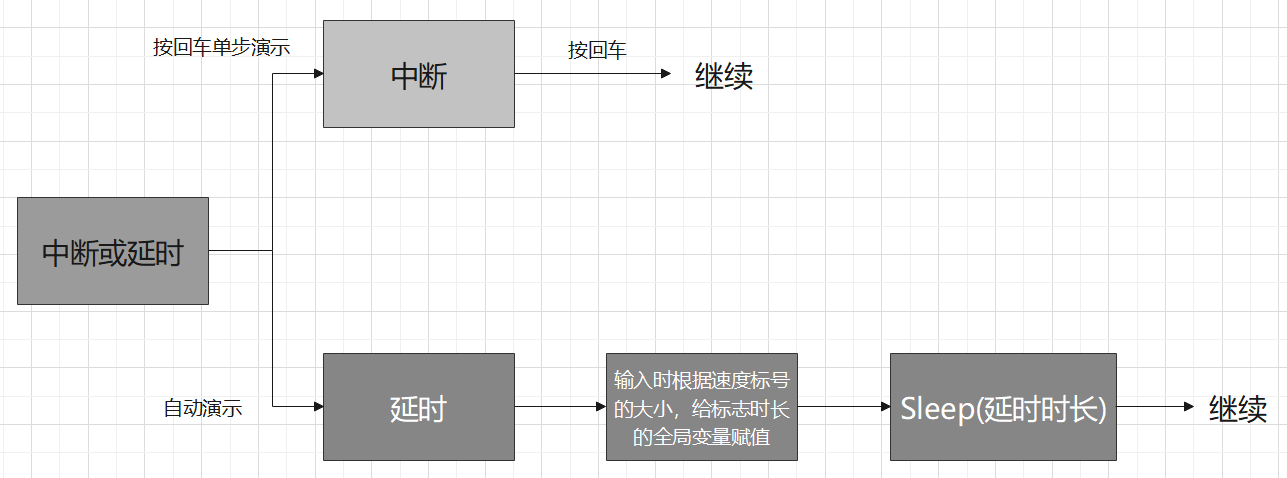 按回车单步演示
中断
按回车
继续
中断或延时
自动演示
延时
输入时根据速度标号
的大小，给标志时长
的全局变量赋值
Sleep(延时时长)
继续